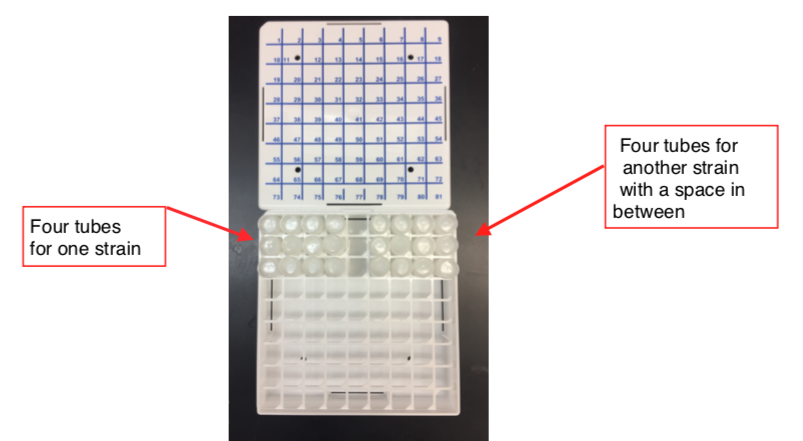 1 2 3 4 5 6 7 8 9
10 11 12 13 14 15 16 17 18
19 20 21 22 23 24 25 26 27
28 29 30 31 32 33 34 35 36
37 38 39 40 41 42 43 44 45
46 47 48 49 50 51 52 53 54
55 56 57 58 59 60 61 62 63
64 65 66 67 68 69 70 71 72
73 74 75 76 77 78 79 80 81
Four tubes
for one strain
Four tubes for
another strain
with a space in
between